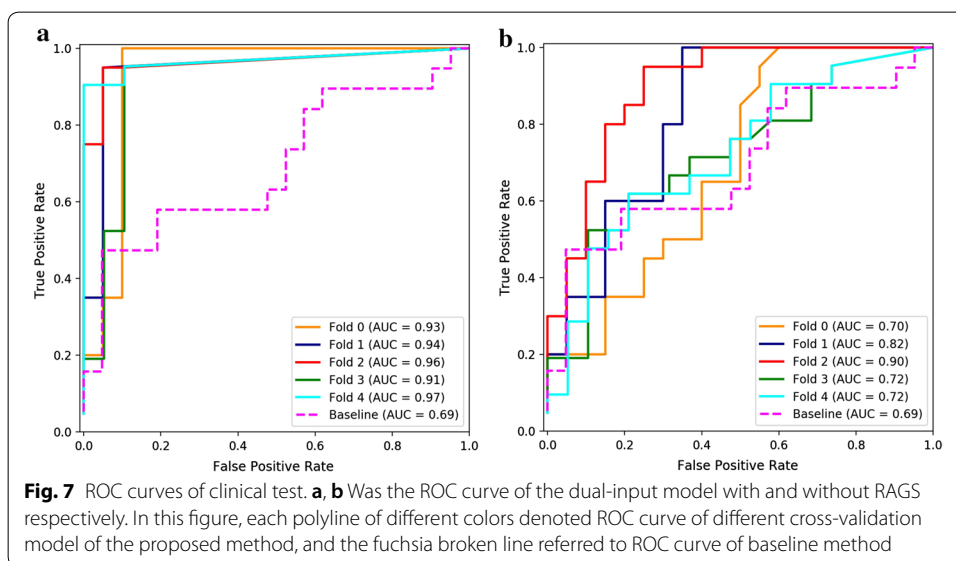 a
1.0
0.8
0.6
0.4
0.2
0.0
True Positive Rate
0.0 0.2 0.4 0.6 0.8 1.0
False Positive Rate
Fold 0 (AUC = 0.93)
Fold 1 (AUC = 0.94)
Fold 2 (AUC = 0.96)
Fold 3 (AUC = 0.91)
Fold 4 (AUC = 0.97)
Baseline (AUC = 0.69)
b
1.0
0.8
0.6
0.4
0.2
0.0
True Positive Rate
0.0 0.2 0.4 0.6 0.8 1.0
False Positive Rate
Fold 0 (AUC = 0.70)
Fold 1 (AUC = 0.82)
Fold 2 (AUC = 0.90)
Fold 3 (AUC = 0.72)
Fold 4 (AUC = 0.72)
Baseline (AUC = 0.69)
Fig. 7 ROC curves of clinical test. a, b Was the ROC curve of the dual-input model with and without RAGS
respectively. In this figure, each polyline of different colors denoted ROC curve of different cross-validation
model of the proposed method, and the fuchsia broken line referred to ROC curve of baseline method